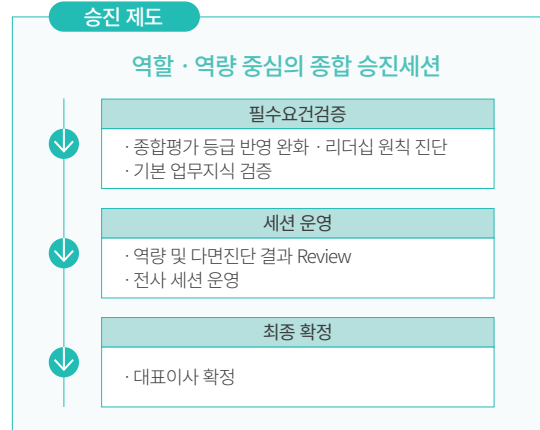 승진 제도
역할 · 역량 중심의 종합 승진세션
필수요건검증
· 종합평가 등급 반영 완화 · 리더십 원칙 진단
· 기본 업무지식 검증
세션 운영
· 역량 및 다면진단 결과 Review
· 전사 세션 운영
최종 확정
· 대표이사 확정